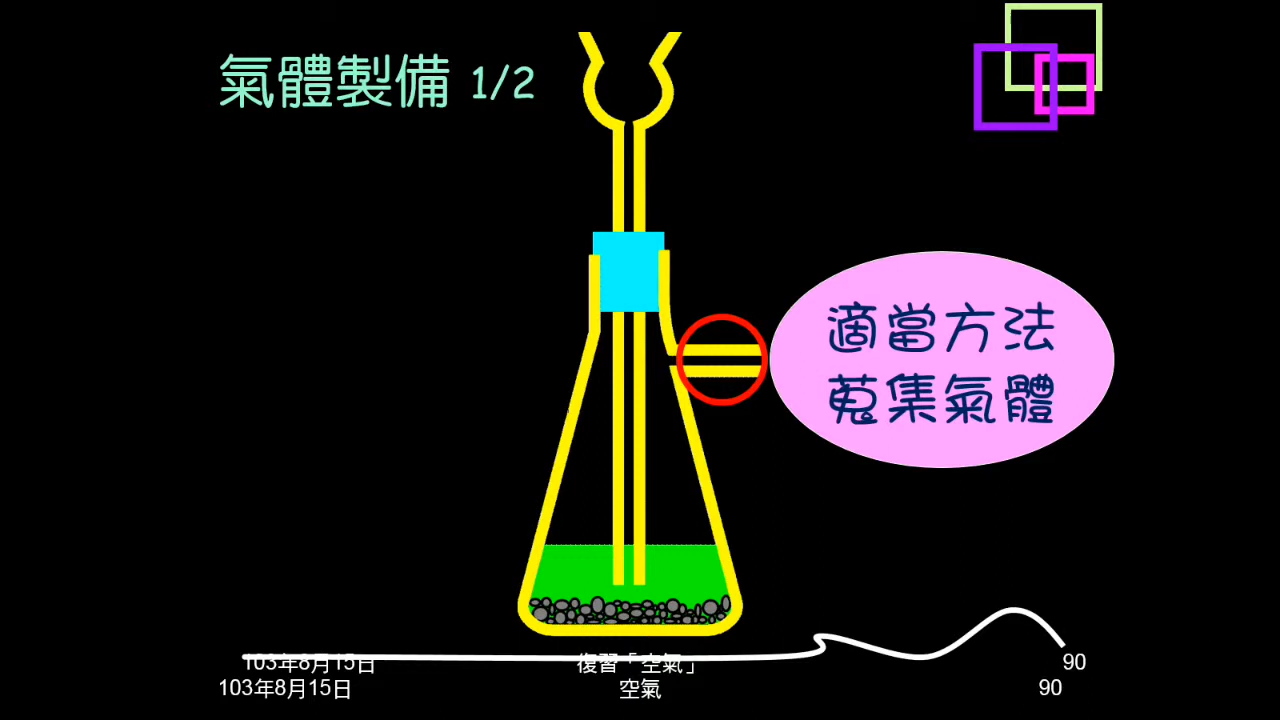 氣體製備 1/2
適當方法
蒐集氣體
103年8月15日 復習「空氣」 90
103年8月15日 空氣 90